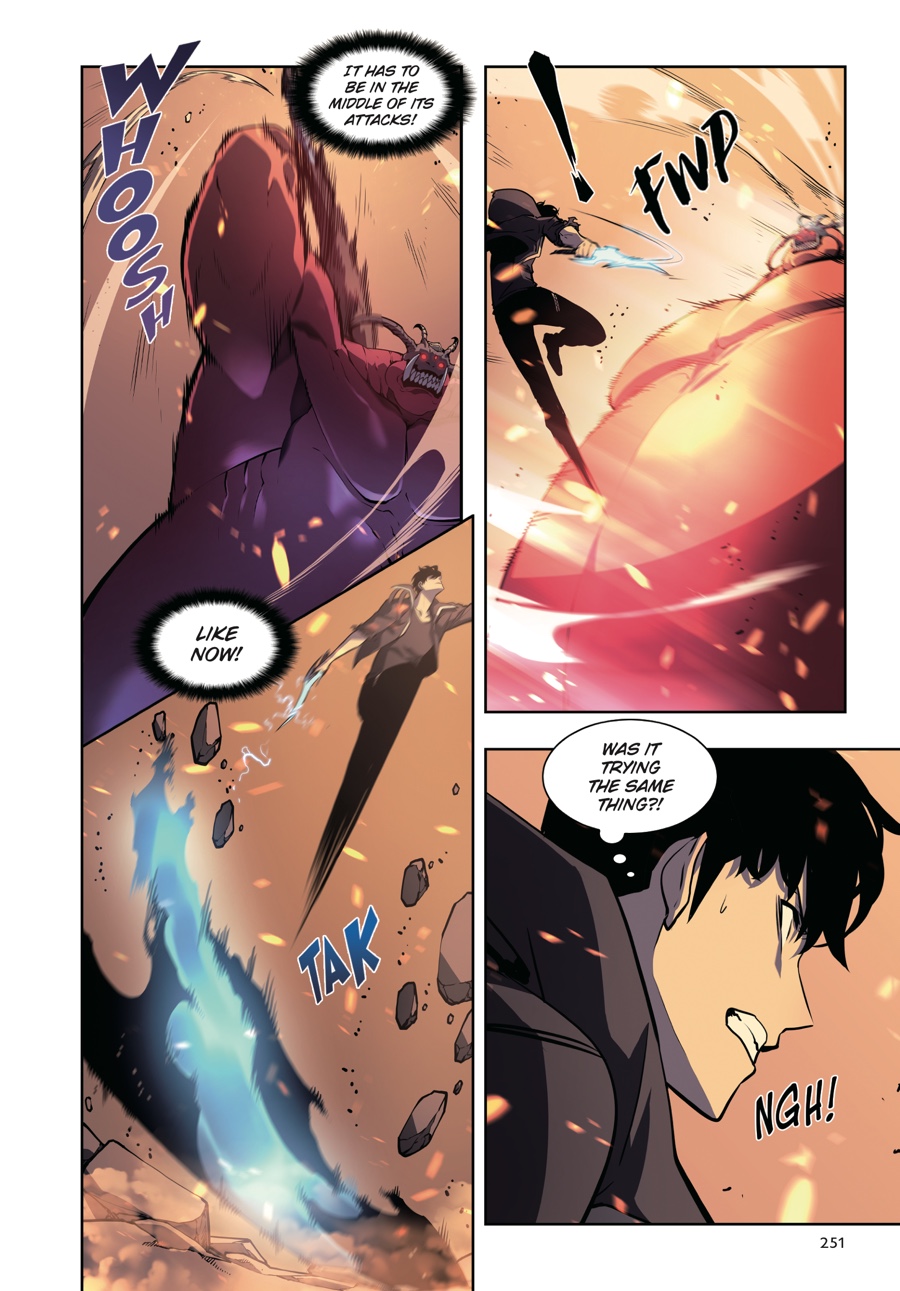 WHOOSH
IT HAS TO
BE IN THE
MIDDLE OF ITS
ATTACKS!
LIKE
NOW!
TAK
!
FWP
WAS IT
TRYING
THE SAME
THING?!
NGH!
251